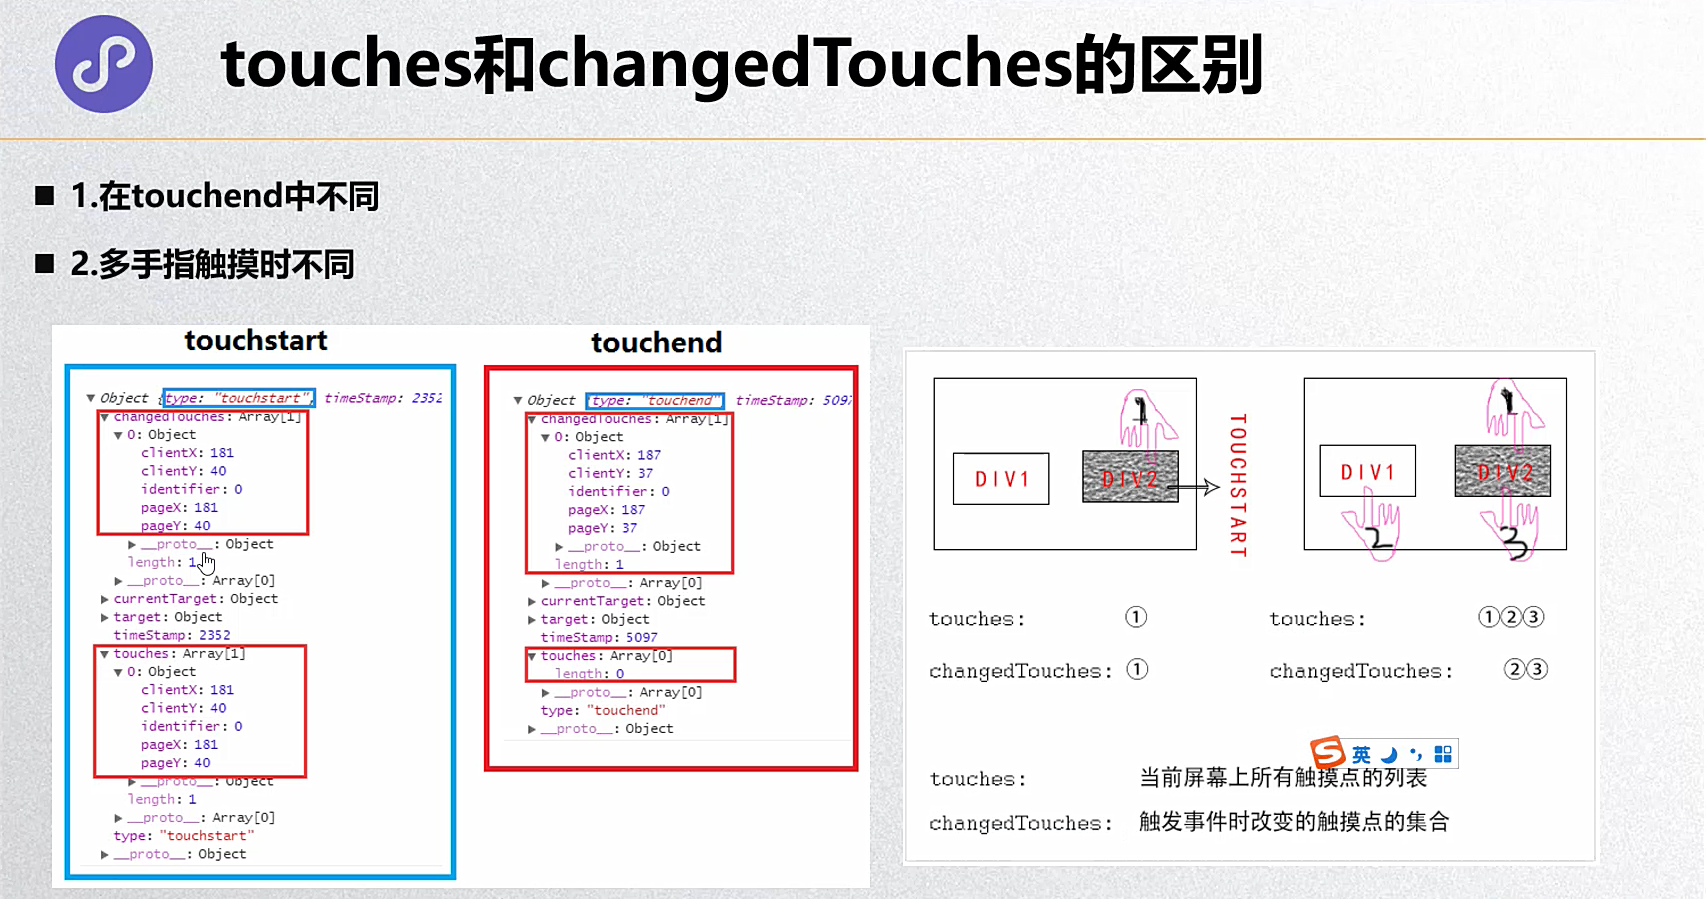 touches和changedTouches的区别
1.在touchend中不同
2.多手指触摸时不同
touchstart
Object {type: "touchstart", timeStamp: 2352
changedTouches: Array[1]
0: Object
clientX: 181
clientY: 40
identifier: 0
pageX: 181
pageY: 40
__proto__: Object
length: 1
__proto__: Array[0]
currentTarget: Object
target: Object
timeStamp: 2352
touches: Array[1]
0: Object
clientX: 181
clientY: 40
identifier: 0
pageX: 181
pageY: 40
__proto__: Object
length: 1
__proto__: Array[0]
type: "touchstart"
__proto__: Object
touchend
Object {type: "touchend" timeStamp: 5097
changedTouches: Array[1]
0: Object
clientX: 187
clientY: 37
identifier: 0
pageX: 187
pageY: 37
__proto__: Object
length: 1
__proto__: Array[0]
currentTarget: Object
target: Object
timeStamp: 5097
touches: Array[0]
length: 0
__proto__: Array[0]
type: "touchend"
__proto__: Object
1
DIV1
DIV2
TOUCHSTART
1
DIV1
DIV2
2
3
touches: ①
changedTouches: ①
touches: ①②③
changedTouches: ②③
英
touches: 当前屏幕上所有触摸点的列表
changedTouches: 触发事件时改变的触摸点的集合